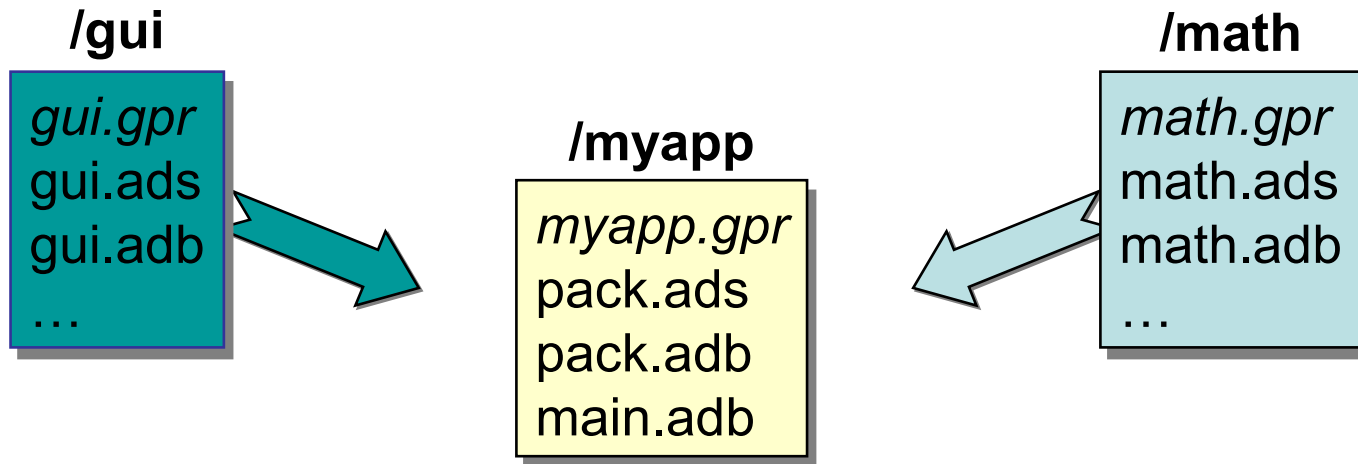 /gui
gui.gpr
gui.ads
gui.adb
…
/myapp
myapp.gpr
pack.ads
pack.adb
main.adb
/math
math.gpr
math.ads
math.adb
…